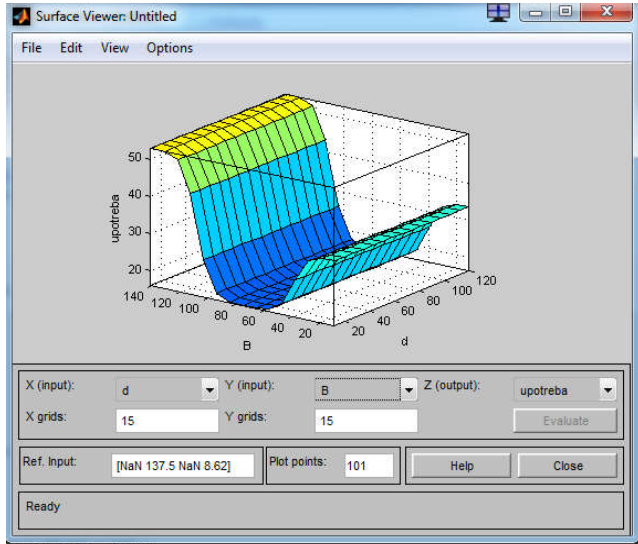 Surface Viewer: Untitled
File Edit View Options
50
40
30
20
upotreba
140 120 100 80 60 40 20
B
20 40 60 80 100 120
d
X (input): d Y (input): B Z (output): upotreba
X grids: 15 Y grids: 15 Evaluate
Ref. Input: [NaN 137.5 NaN 8.62] Plot points: 101 Help Close
Ready